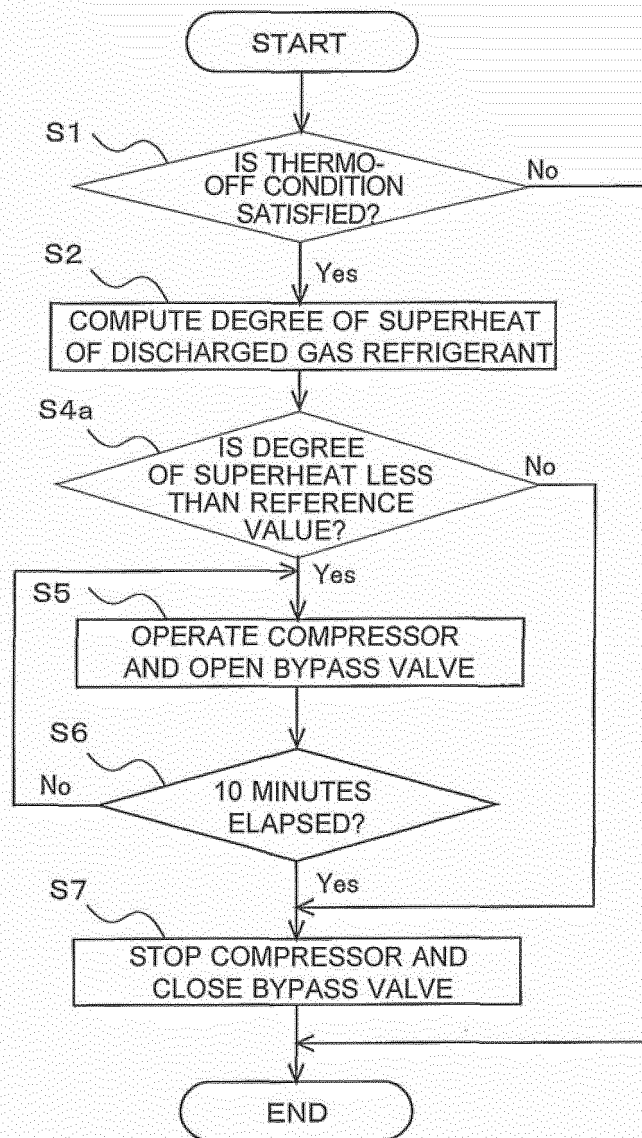 START
S1
IS THERMO-
OFF CONDITION
SATISFIED?
No
Yes
S2
COMPUTE DEGREE OF SUPERHEAT
OF DISCHARGED GAS REFRIGERANT
S4a
IS DEGREE
OF SUPERHEAT LESS
THAN REFERENCE
VALUE?
No
Yes
S5
OPERATE COMPRESSOR
AND OPEN BYPASS VALVE
S6
No
10 MINUTES
ELAPSED?
Yes
S7
STOP COMPRESSOR AND
CLOSE BYPASS VALVE
END